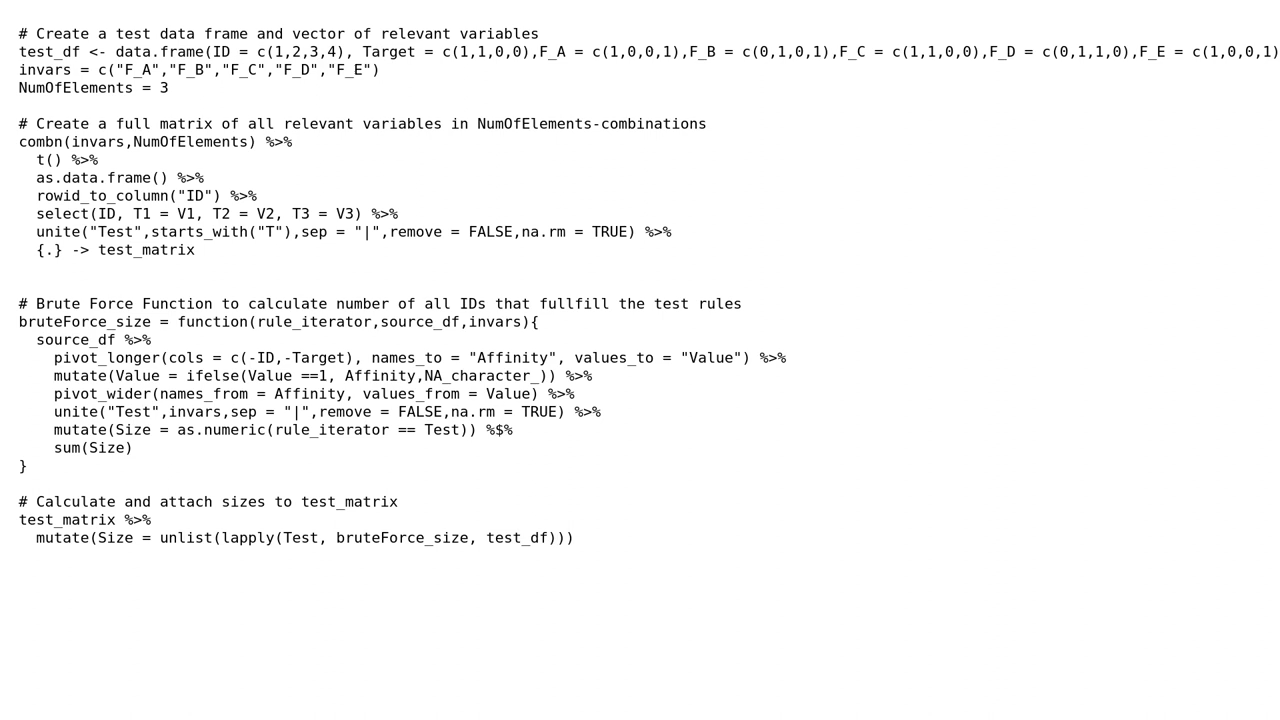 # Create a test data frame and vector of relevant variables
test_df <- data.frame(ID = c(1,2,3,4), Target = c(1,1,0,0),F_A = c(1,0,0,1),F_B = c(0,1,0,1),F_C = c(1,1,0,0),F_D = c(0,1,1,0),F_E = c(1,0,0,1)
invars = c("F_A","F_B","F_C","F_D","F_E")
NumOfElements = 3
# Create a full matrix of all relevant variables in NumOfElements-combinations
combn(invars,NumOfElements) %>%
  t() %>%
  as.data.frame() %>%
  rowid_to_column("ID") %>%
  select(ID, T1 = V1, T2 = V2, T3 = V3) %>%
  unite("Test",starts_with("T"),sep = "|",remove = FALSE,na.rm = TRUE) %>%
  {.} -> test_matrix
# Brute Force Function to calculate number of all IDs that fullfill the test rules
bruteForce_size = function(rule_iterator,source_df,invars){
  source_df %>%
    pivot_longer(cols = c(-ID,-Target), names_to = "Affinity", values_to = "Value") %>%
    mutate(Value = ifelse(Value ==1, Affinity,NA_character_)) %>%
    pivot_wider(names_from = Affinity, values_from = Value) %>%
    unite("Test",invars,sep = "|",remove = FALSE,na.rm = TRUE) %>%
    mutate(Size = as.numeric(rule_iterator == Test)) %$%
    sum(Size)
}
# Calculate and attach sizes to test_matrix
test_matrix %>%
  mutate(Size = unlist(lapply(Test, bruteForce_size, test_df)))